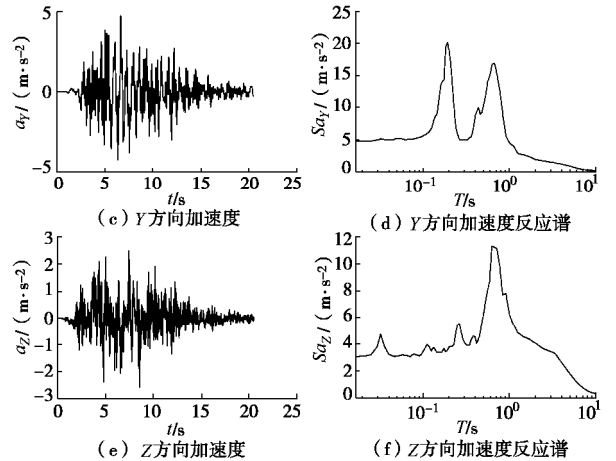 5
0
-5
0 5 10 15 20 25
a_Y/(m·s⁻²)
t/s
(c) Y方向加速度
25
20
15
10
5
0
10⁻¹ 10⁰ 10¹
Sa_Y/(m·s⁻²)
T/s
(d) Y方向加速度反应谱
3
2
1
0
-1
-2
-3
0 5 10 15 20 25
a_Z/(m·s⁻²)
t/s
(e) Z方向加速度
12
10
8
6
4
2
0
10⁻¹ 10⁰ 10¹
Sa_Z/(m·s⁻²)
T/s
(f) Z方向加速度反应谱